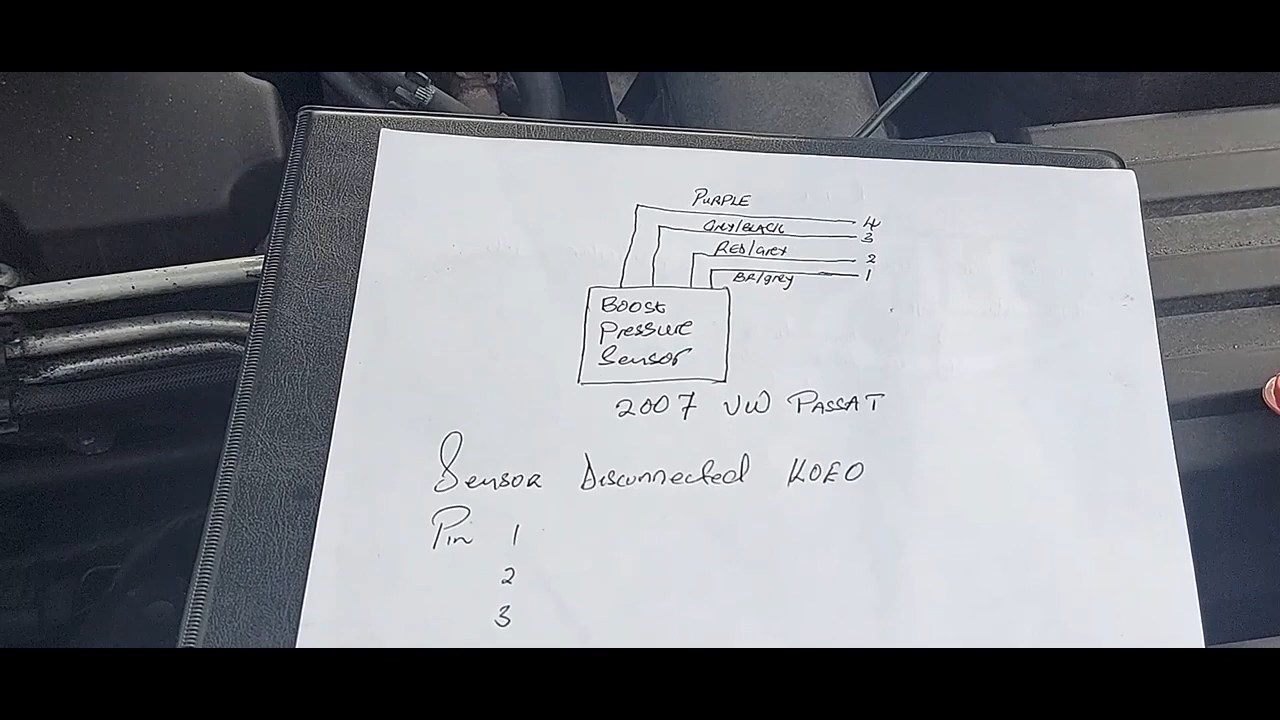 PURPLE 4
GREY/BLACK 3
RED/Grey 2
BR/grey 1
Boost
Pressure
Sensor
2007 VW PASSAT
Sensor Disconnected KOEO
Pin 1
2
3